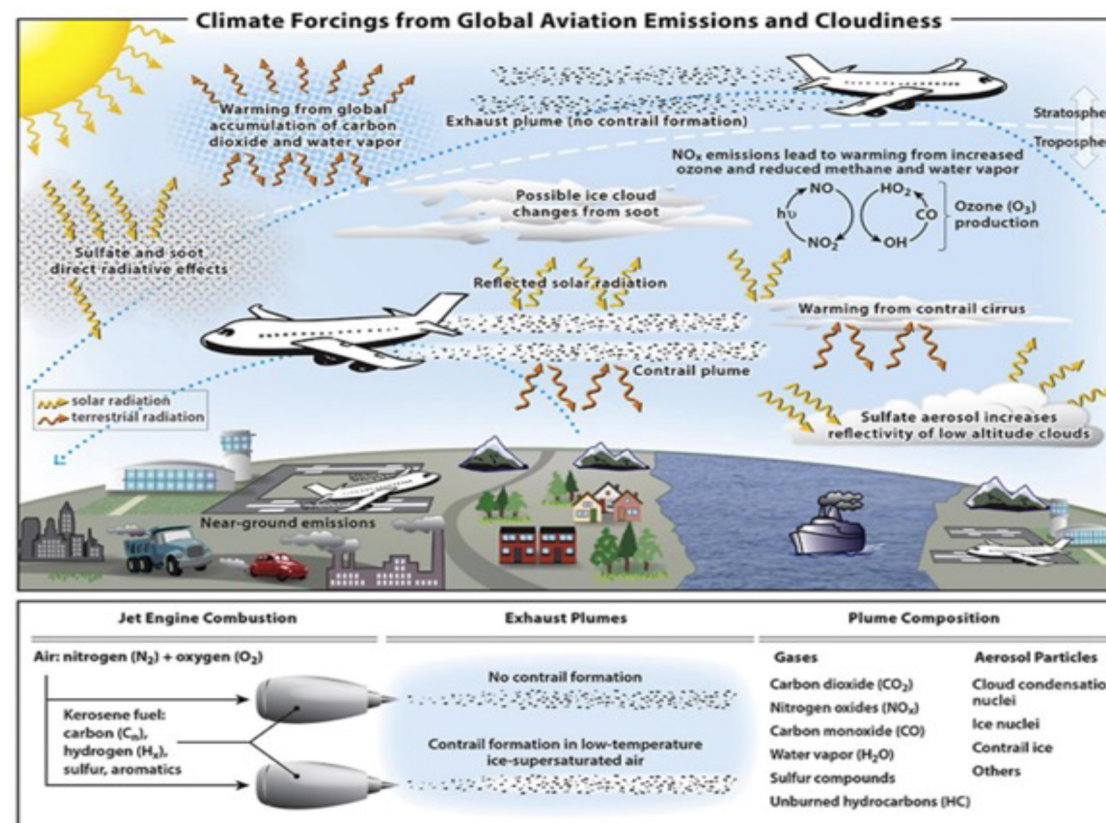 Climate Forcings from Global Aviation Emissions and Cloudiness
Warming from global
accumulation of carbon
dioxide and water vapor
Exhaust plume (no contrail formation)
Stratosphe
Troposphe
NOx emissions lead to warming from increased
ozone and reduced methane and water vapor
Possible ice cloud
changes from soot
NO
HO2
hυ
CO
NO2
OH
Ozone (O3)
production
Sulfate and soot
direct radiative effects
Reflected solar radiation
Warming from contrail cirrus
Contrail plume
solar radiation
terrestrial radiation
Sulfate aerosol increases
reflectivity of low altitude clouds
Near-ground emissions
Jet Engine Combustion
Exhaust Plumes
Plume Composition
Air: nitrogen (N2) + oxygen (O2)
Kerosene fuel:
carbon (Cn),
hydrogen (Hx),
sulfur, aromatics
No contrail formation
Contrail formation in low-temperature
ice-supersaturated air
Gases
Carbon dioxide (CO2)
Nitrogen oxides (NOx)
Carbon monoxide (CO)
Water vapor (H2O)
Sulfur compounds
Unburned hydrocarbons (HC)
Aerosol Particles
Cloud condensatio
nuclei
Ice nuclei
Contrail ice
Others